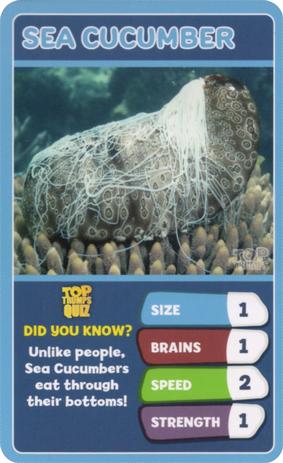 SEA CUCUMBER
TOP
TOP
TRUMPS
QUIZ
DID YOU KNOW?
Unlike people,
Sea Cucumbers
eat through
their bottoms!
SIZE 1
BRAINS 1
SPEED 2
STRENGTH 1